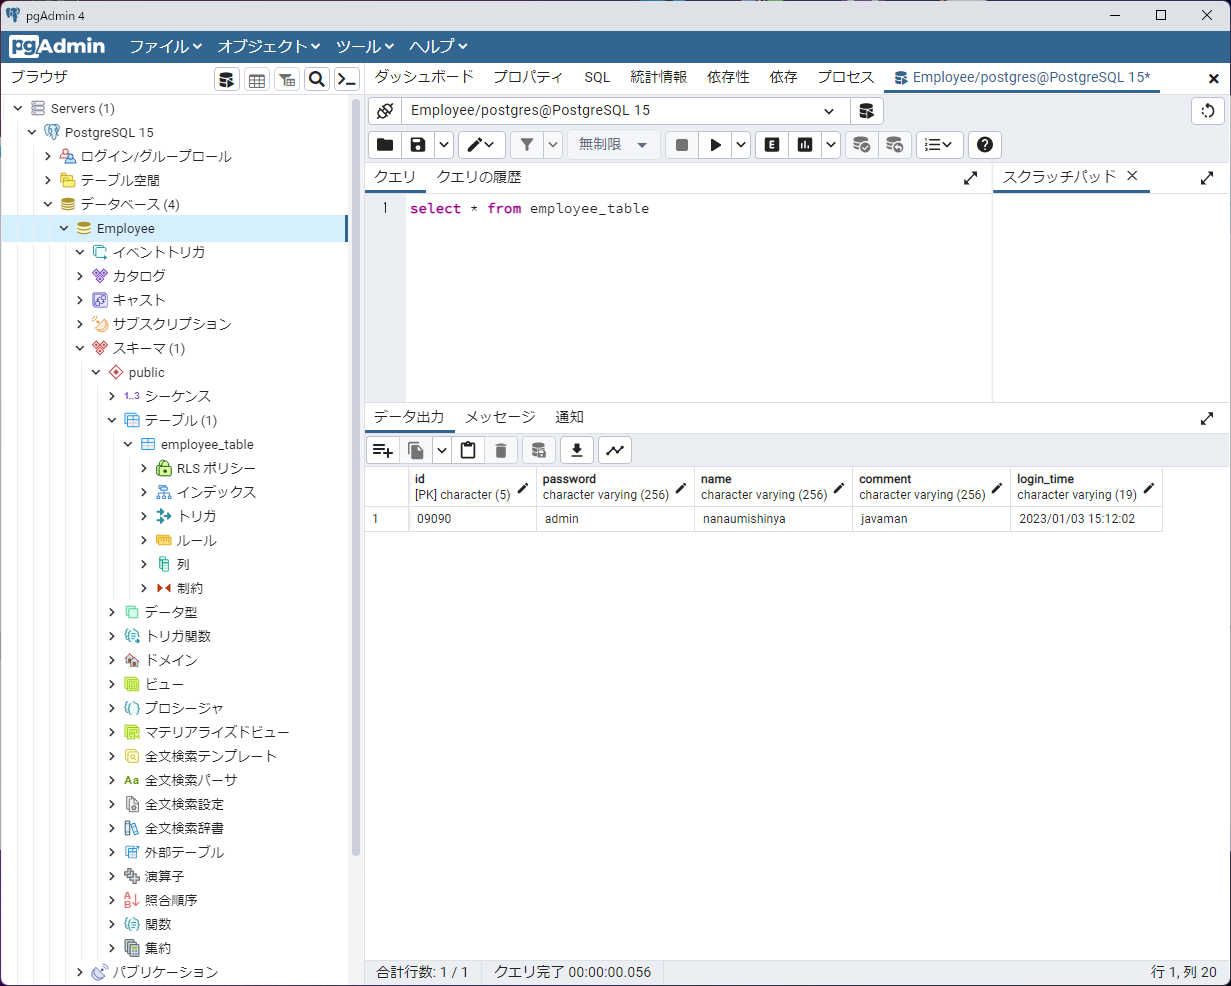 pgAdmin 4
pgAdmin ファイル オブジェクト ツール ヘルプ
ブラウザ
Servers (1)
PostgreSQL 15
ログイン/グループロール
テーブル空間
データベース (4)
Employee
イベントトリガ
カタログ
キャスト
サブスクリプション
スキーマ (1)
public
1..3 シーケンス
テーブル (1)
employee_table
RLS ポリシー
インデックス
トリガ
ルール
列
制約
データ型
トリガ関数
ドメイン
ビュー
プロシージャ
マテリアライズドビュー
全文検索テンプレート
Aa 全文検索パーサ
全文検索設定
全文検索辞書
外部テーブル
演算子
照合順序
関数
集約
パブリケーション
ダッシュボード プロパティ SQL 統計情報 依存性 依存 プロセス Employee/postgres@PostgreSQL 15*
Employee/postgres@PostgreSQL 15
無制限
クエリ クエリの履歴
スクラッチパッド
1 select * from employee_table
データ出力 メッセージ 通知
id password name comment login_time
[PK] character (5) character varying (256) character varying (256) character varying (256) character varying (19)
1 09090 admin nanaumishinya javaman 2023/01/03 15:12:02
合計行数: 1 / 1 クエリ完了 00:00:00.056 行 1, 列 20